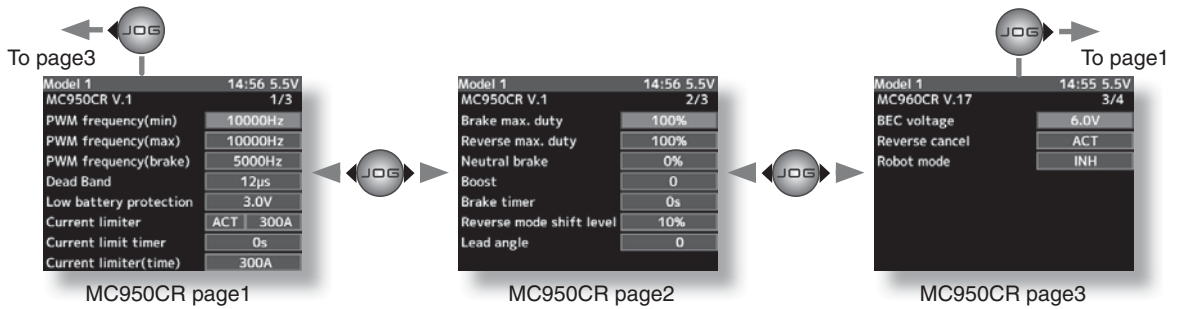 JOG
To page3
Model 1 14:56 5.5V
MC950CR V.1 1/3
PWM frequency(min) 10000Hz
PWM frequency(max) 10000Hz
PWM frequency(brake) 5000Hz
Dead Band 12µs
Low battery protection 3.0V
Current limiter ACT 300A
Current limit timer 0s
Current limiter(time) 300A
MC950CR page1
JOG
Model 1 14:56 5.5V
MC950CR V.1 2/3
Brake max. duty 100%
Reverse max. duty 100%
Neutral brake 0%
Boost 0
Brake timer 0s
Reverse mode shift level 10%
Lead angle 0
MC950CR page2
JOG
JOG
To page1
Model 1 14:55 5.5V
MC960CR V.17 3/4
BEC voltage 6.0V
Reverse cancel ACT
Robot mode INH
MC950CR page3